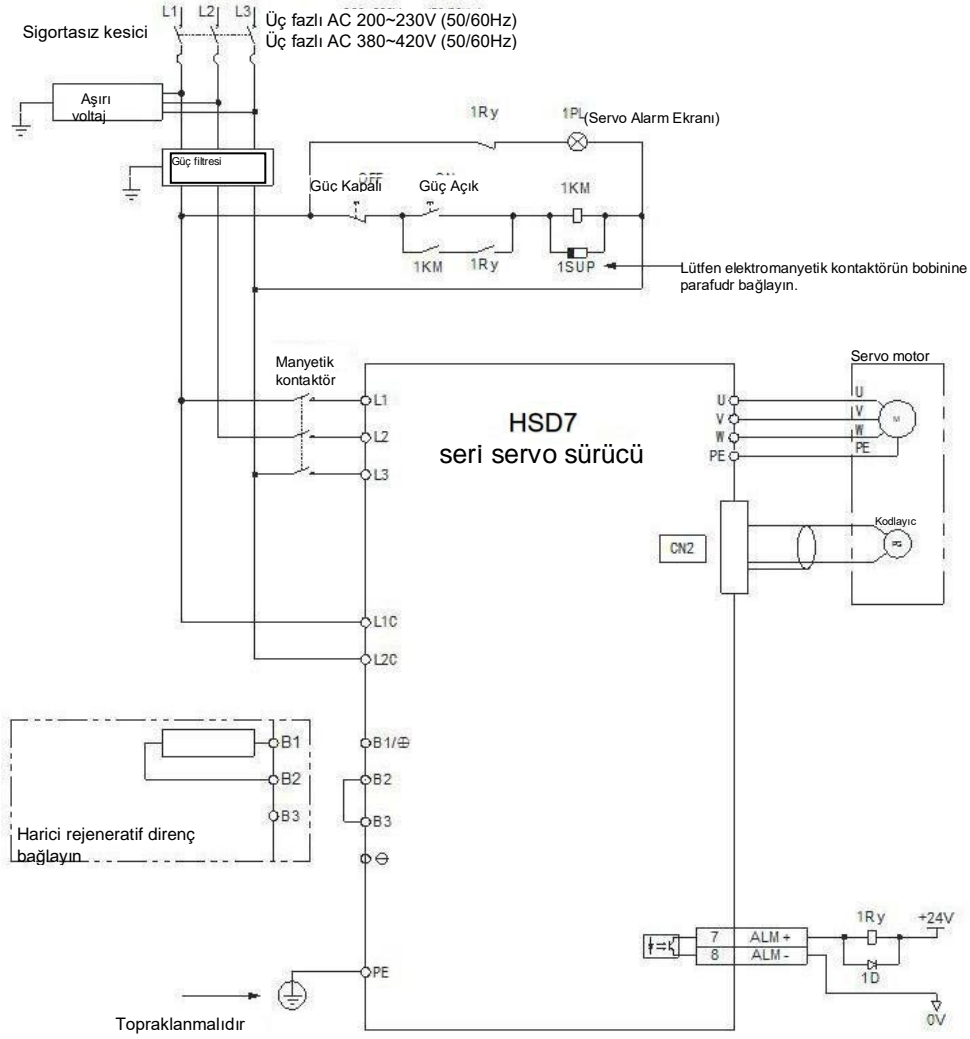 L1 L2 L3
Üç fazlı AC 200~230V (50/60Hz)
Üç fazlı AC 380~420V (50/60Hz)
Sigortasız kesici
Aşırı
voltaj
1Ry
1PL
(Servo Alarm Ekranı)
Güç filtresi
OFF
Güç Kapalı
Güç Açık
1KM
1KM
1Ry
1SUP
Lütfen elektromanyetik kontaktörün bobinine
parafudr bağlayın.
Manyetik
kontaktör
Servo motor
L1
L2
L3
HSD7
seri servo sürücü
U
V
W
PE
U
V
W
PE
M
CN2
Kodlayıc
PG
L1C
L2C
B1
B2
B3
Harici rejeneratif direnç
bağlayın
B1/⊕
B2
B3
⊖
1Ry
+24V
7 ALM+
8 ALM-
1D
0V
PE
Topraklanmalıdır